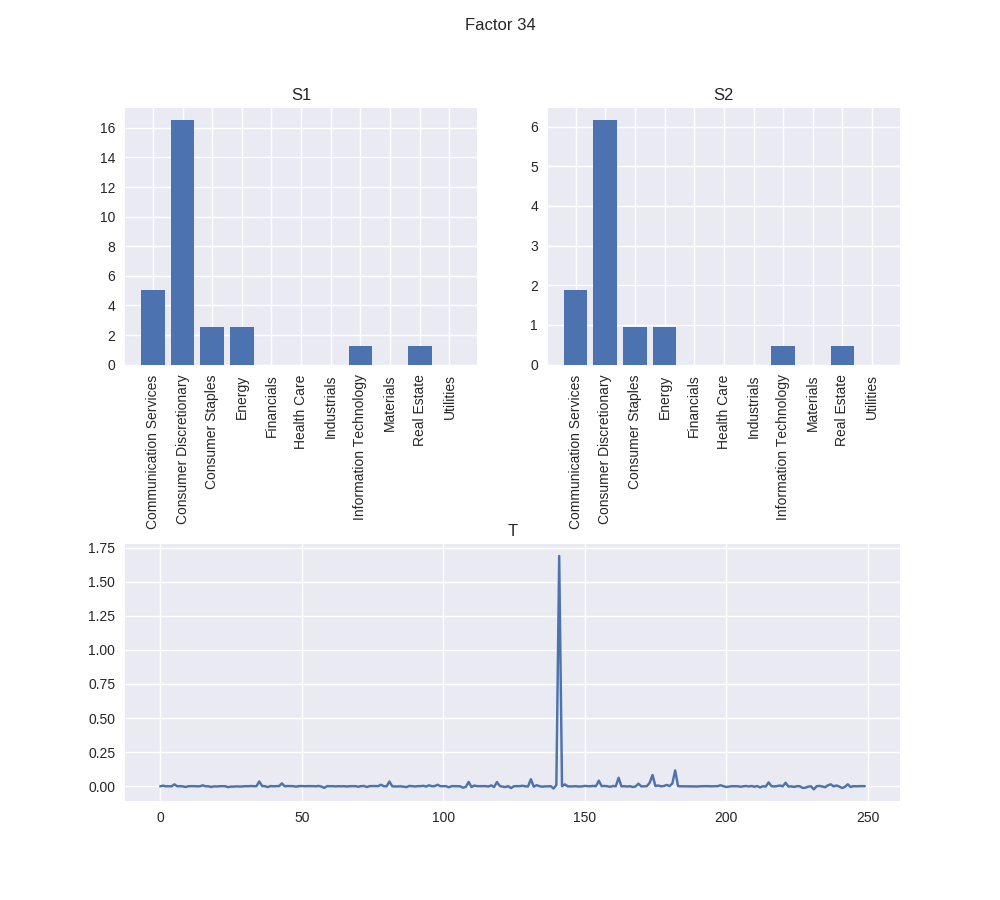 Factor 34
S1
16
14
12
10
8
6
4
2
0
Communication Services
Consumer Discretionary
Consumer Staples
Energy
Financials
Health Care
Industrials
Information Technology
Materials
Real Estate
Utilities
S2
6
5
4
3
2
1
0
Communication Services
Consumer Discretionary
Consumer Staples
Energy
Financials
Health Care
Industrials
Information Technology
Materials
Real Estate
Utilities
T
1.75
1.50
1.25
1.00
0.75
0.50
0.25
0.00
0 50 100 150 200 250